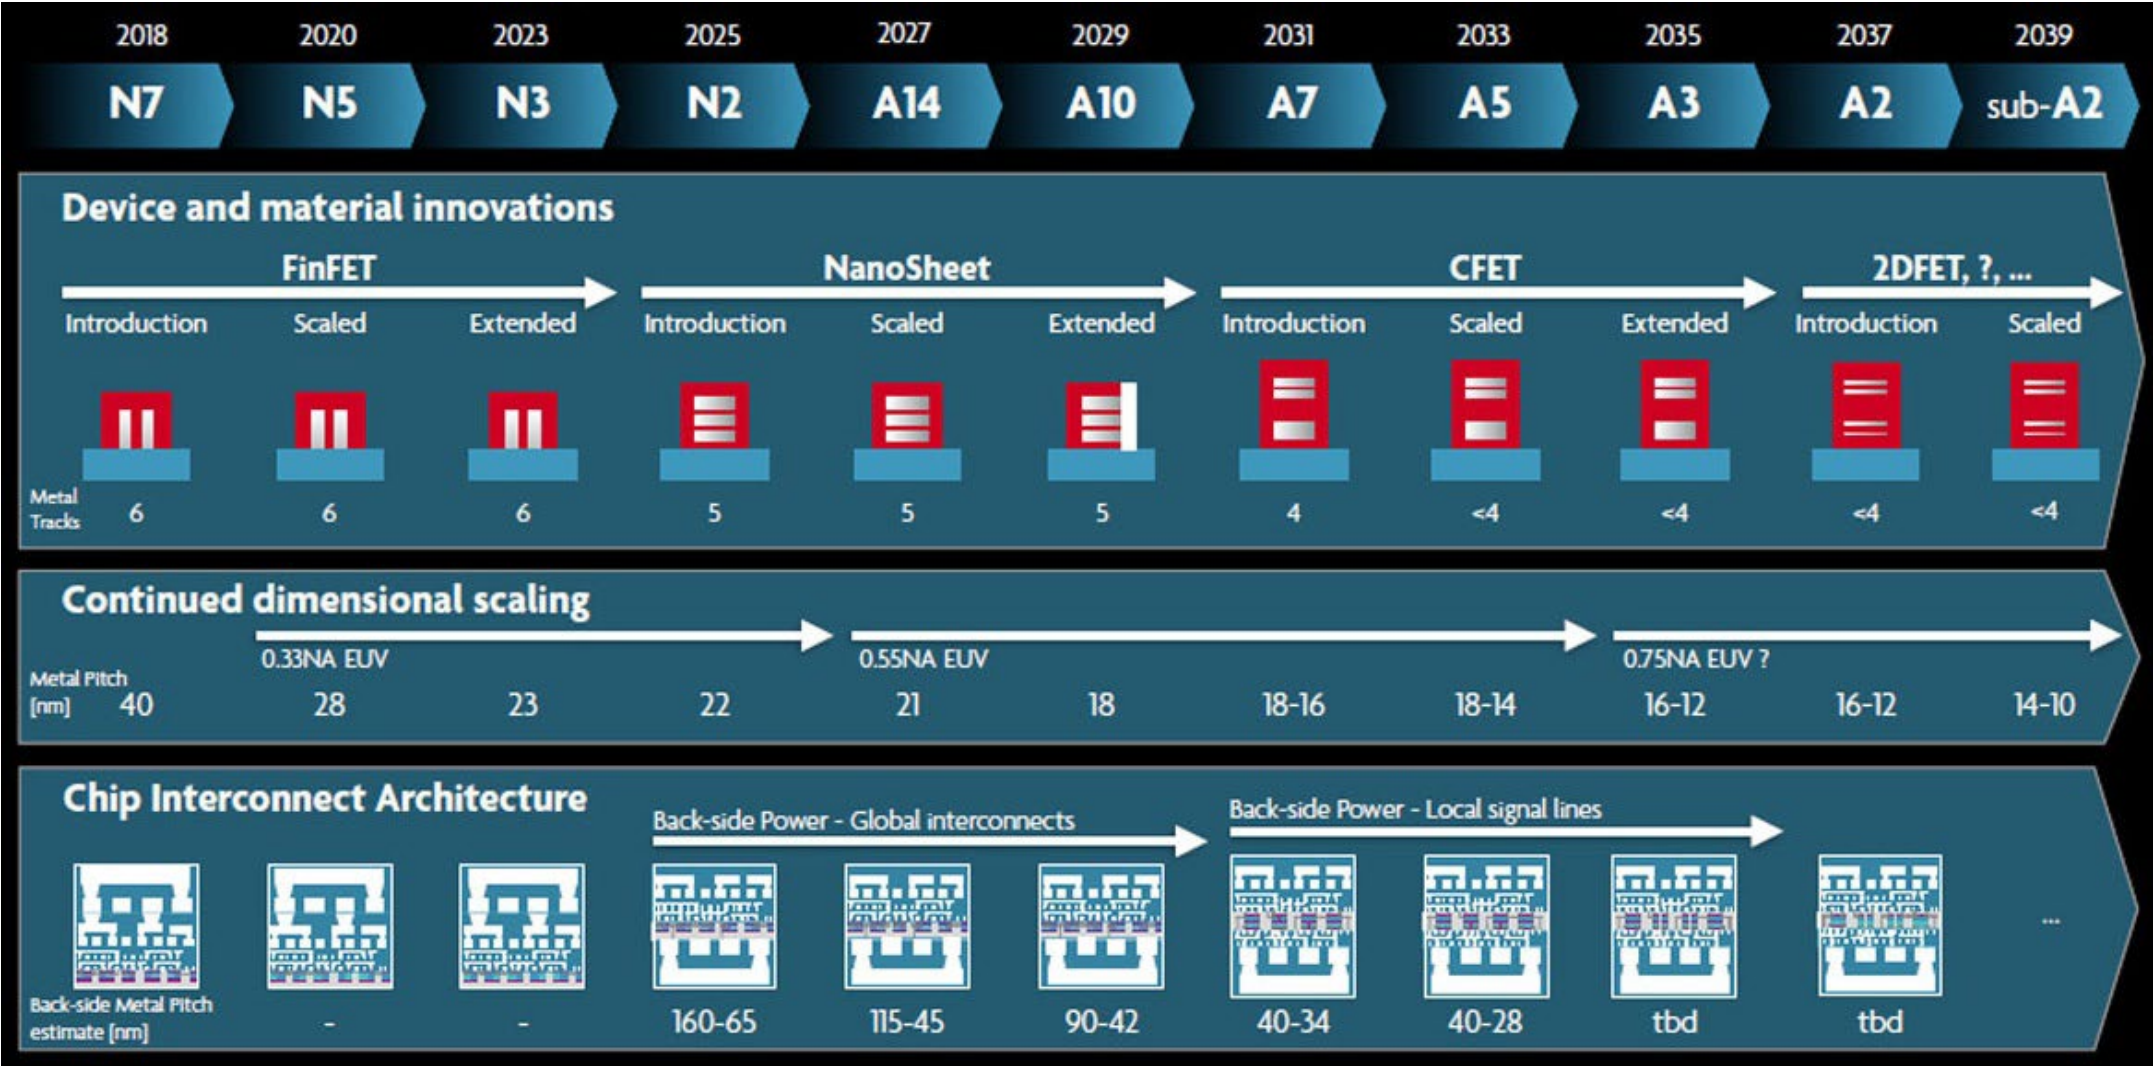 2018 2020 2023 2025 2027 2029 2031 2033 2035 2037 2039
N7 N5 N3 N2 A14 A10 A7 A5 A3 A2 sub-A2
Device and material innovations
FinFET NanoSheet CFET 2DFET, ?, ...
Introduction Scaled Extended Introduction Scaled Extended Introduction Scaled Extended Introduction Scaled
Metal
Tracks 6 6 6 5 5 5 4 <4 <4 <4 <4
Continued dimensional scaling
0.33NA EUV 0.55NA EUV 0.75NA EUV ?
Metal Pitch
[nm] 40 28 23 22 21 18 18-16 18-14 16-12 16-12 14-10
Chip Interconnect Architecture
Back-side Power - Global interconnects Back-side Power - Local signal lines
...
Back-side Metal Pitch
estimate [nm] - - 160-65 115-45 90-42 40-34 40-28 tbd tbd